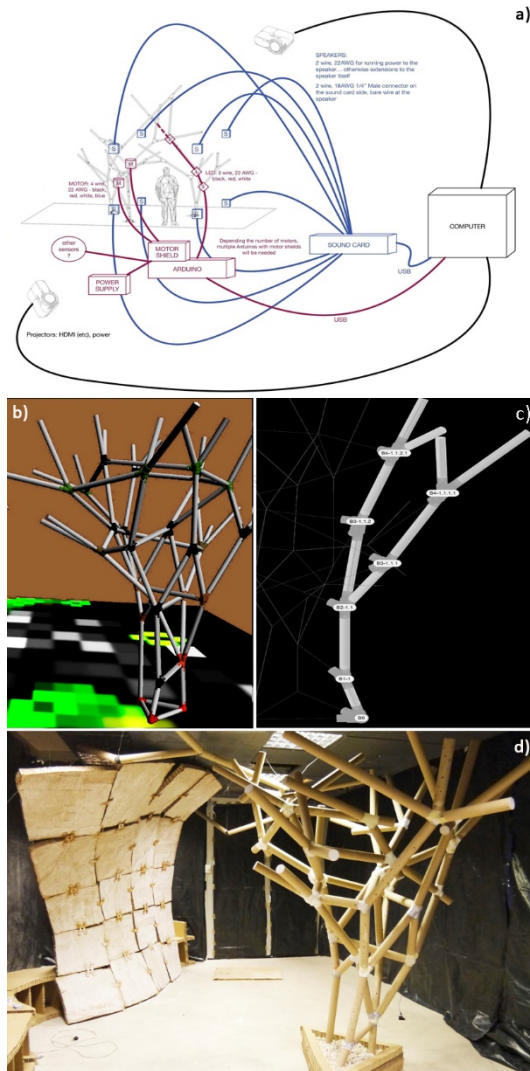 a)
SPEAKERS:
2 wire, 22AWG for running power to the
speaker... otherwise extensions to the
speaker itself
2 wire, 16AWG 1/4" Male connector on
the sound card side, bare wire at the
speaker
S
S
S
S
M
M
LED: 3 wire, 22 AWG -
black, red, white
MOTOR: 4 wire,
22 AWG - black,
red, white, blue
S
S
S
S
COMPUTER
other
sensors
?
MOTOR
SHIELD
ARDUINO
POWER
SUPPLY
Depending the number of motors,
multiple Arduinos with motor shields
will be needed
SOUND CARD
USB
USB
Projectors: HDMI (etc), power
b)
c)
B4-1.1.2.1
B4-1.1.1.1
B3-1.1.2
B3-1.1.1
B2-1.1
B1-1
B0
d)